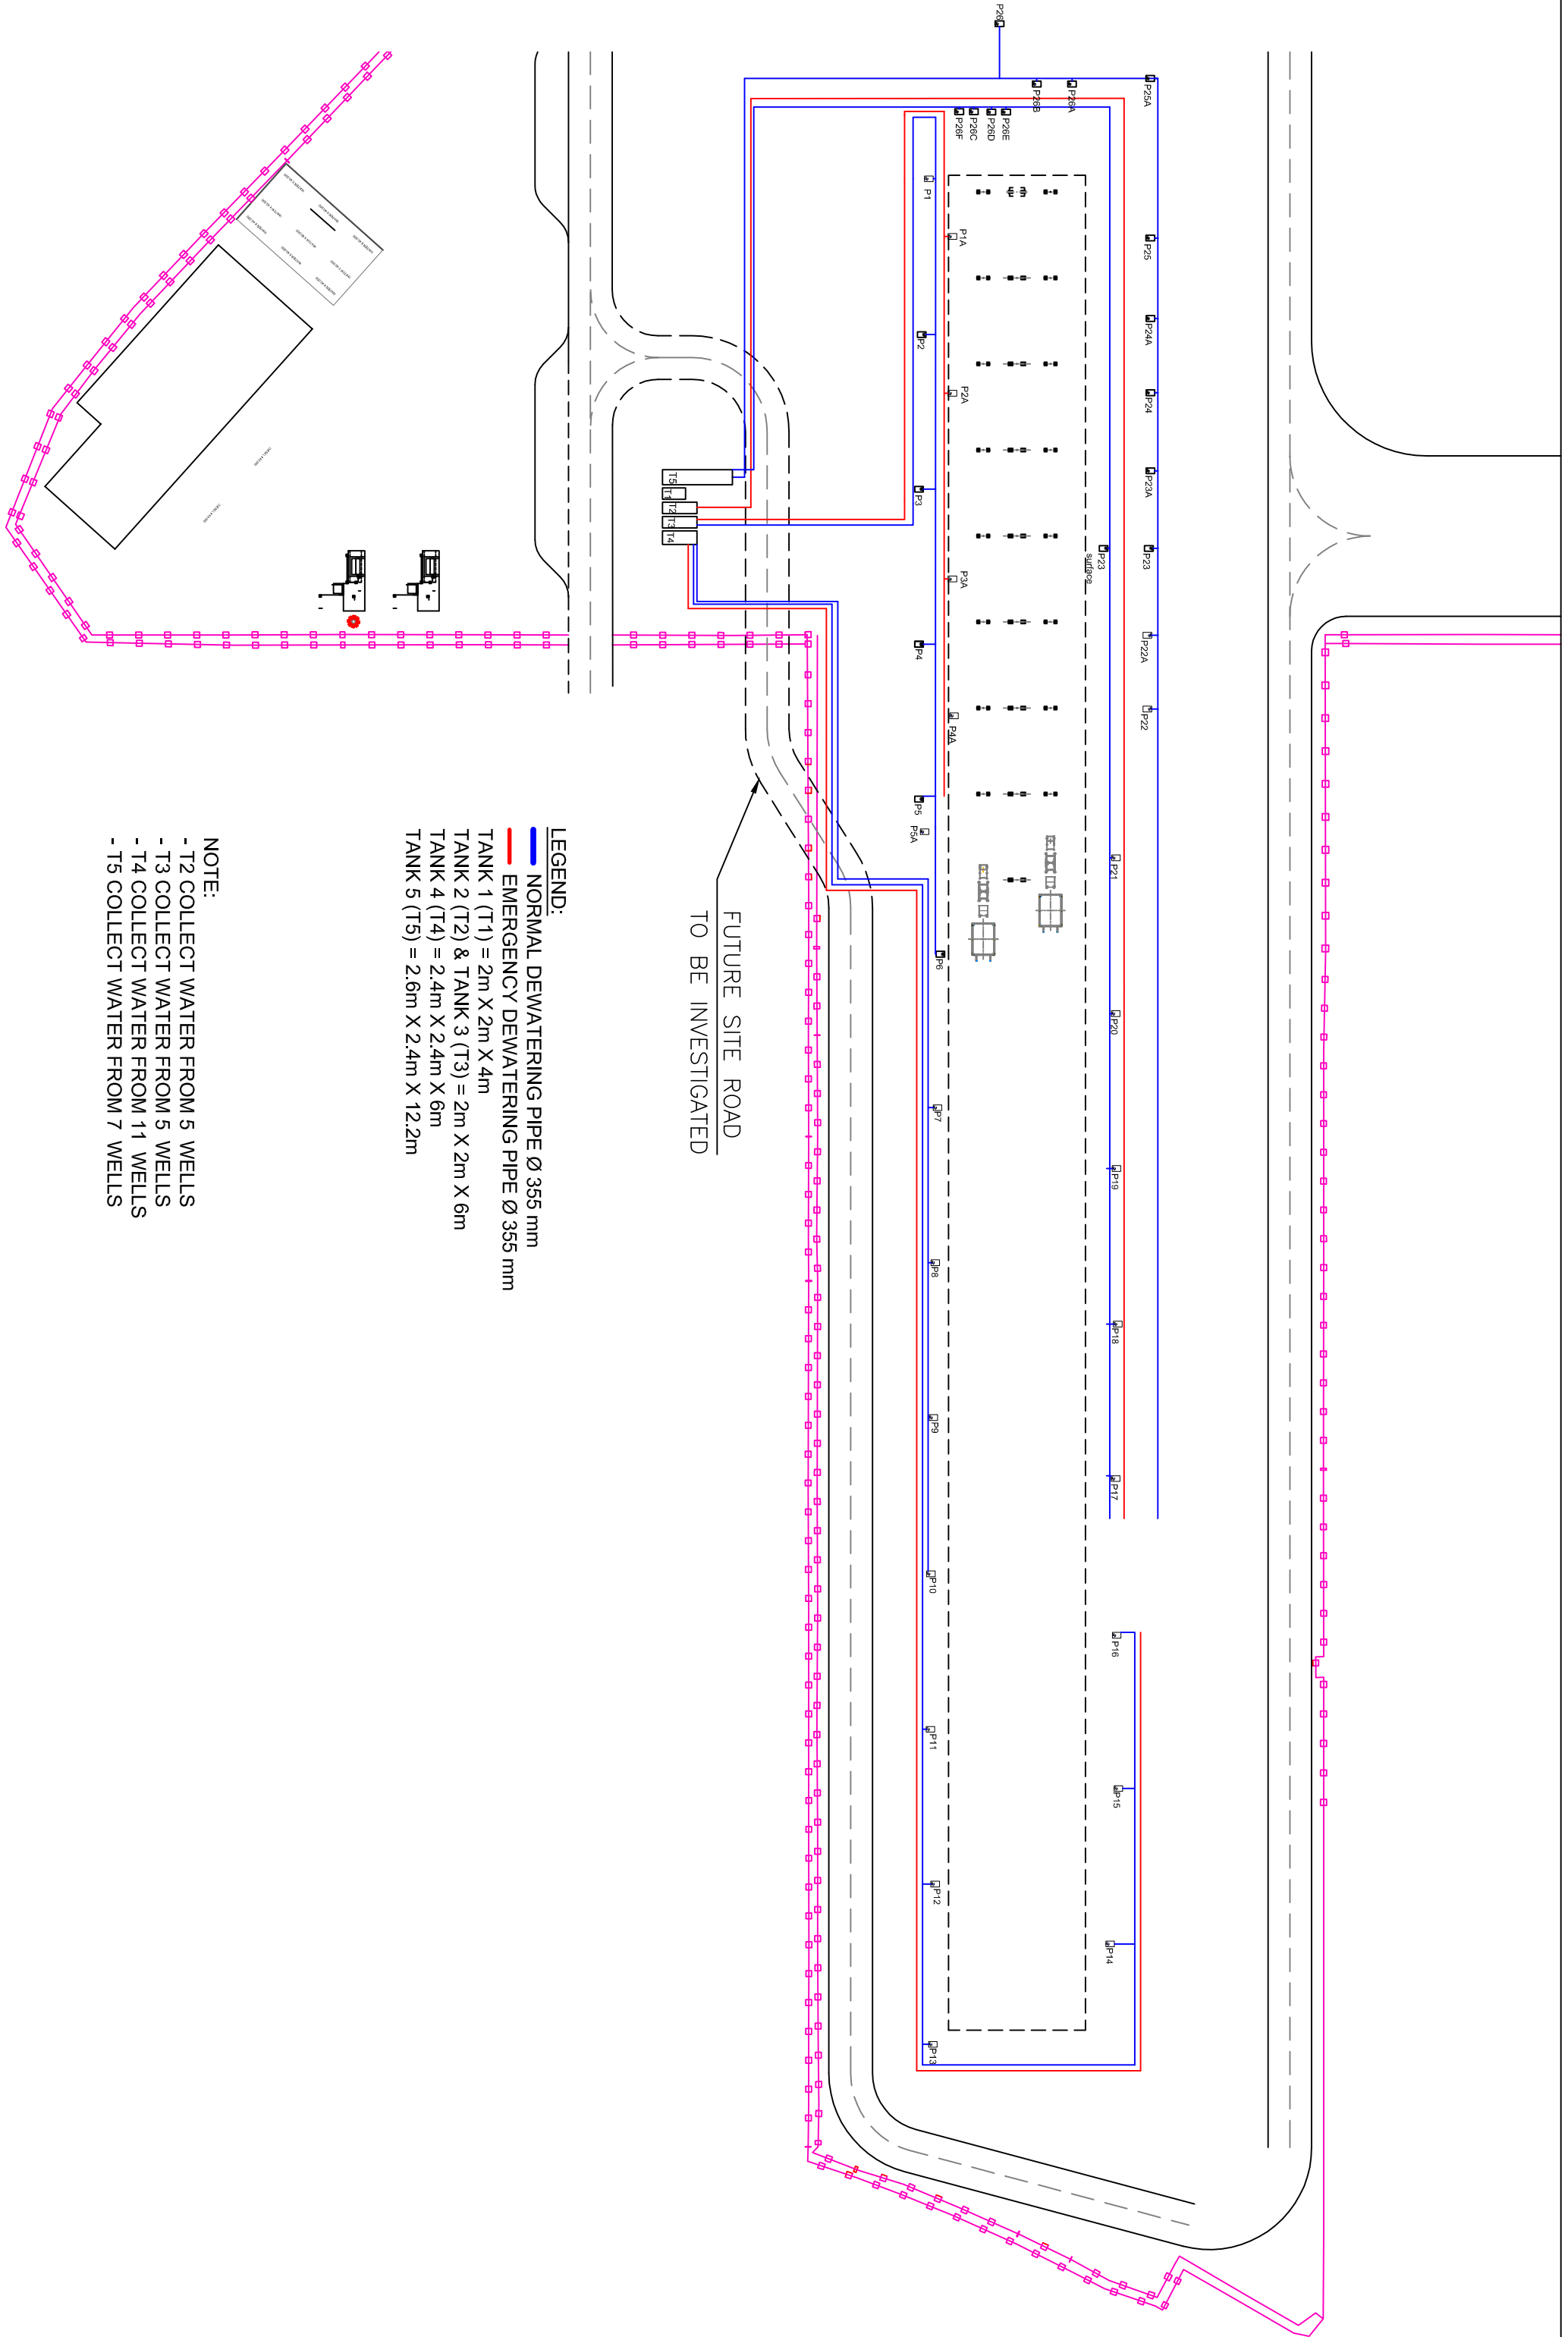 P26
P25A
P26A
P26B
P26E
P26D
P26C
P26F
P1
P1A
P25
P24A
P2
P2A
P24
P23A
P3
P23
P23
surface
P3A
P22A
P4
P22
P4A
P5
P5A
P21
P6
P20
P7
P19
P8
P18
P9
P17
P10
P16
P11
P15
P12
P14
P13
T5
T1
T2
T3
T4
FUTURE SITE ROAD
TO BE INVESTIGATED
LEGEND:
NORMAL DEWATERING PIPE Ø 355 mm
EMERGENCY DEWATERING PIPE Ø 355 mm
TANK 1 (T1) = 2m X 2m X 4m
TANK 2 (T2) & TANK 3 (T3) = 2m X 2m X 6m
TANK 4 (T4) = 2.4m X 2.4m X 6m
TANK 5 (T5) = 2.6m X 2.4m X 12.2m
NOTE:
- T2 COLLECT WATER FROM 5 WELLS
- T3 COLLECT WATER FROM 5 WELLS
- T4 COLLECT WATER FROM 11 WELLS
- T5 COLLECT WATER FROM 7 WELLS